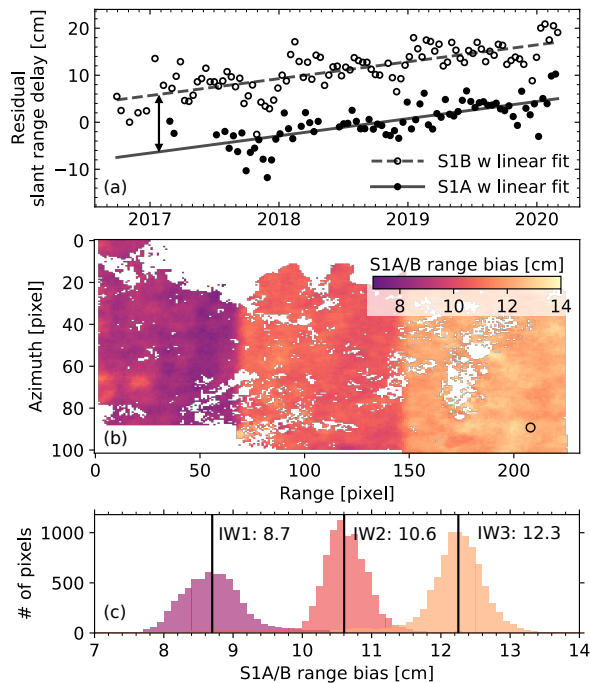 20
10
0
−10
Residual
slant range delay [cm]
(a)
S1B w linear fit
S1A w linear fit
2017 2018 2019 2020
0
20
40
60
80
100
Azimuth [pixel]
S1A/B range bias [cm]
8 10 12 14
(b)
0 50 100 150 200
Range [pixel]
1000
500
0
# of pixels
IW1: 8.7 IW2: 10.6 IW3: 12.3
(c)
7 8 9 10 11 12 13 14
S1A/B range bias [cm]